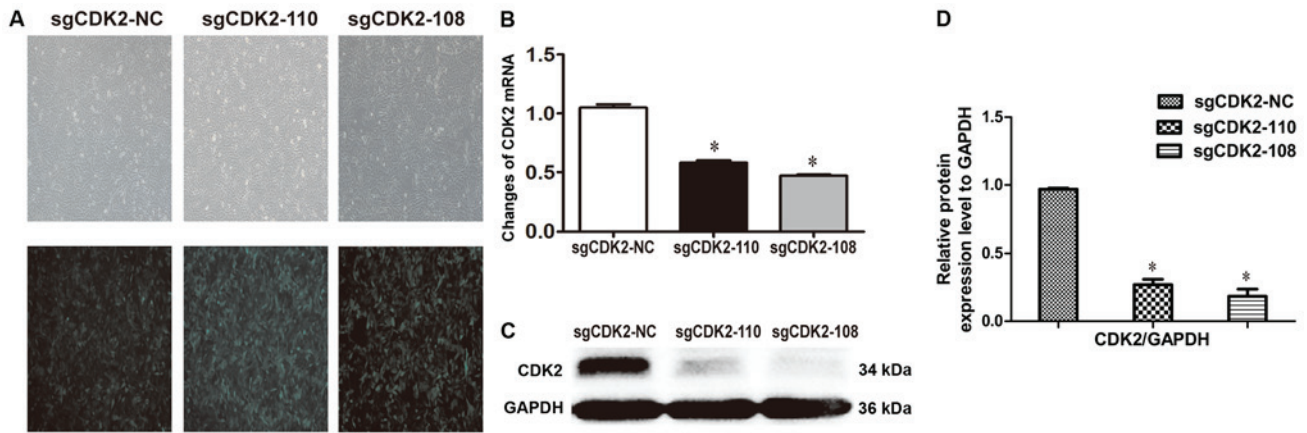 A
sgCDK2-NC
sgCDK2-110
sgCDK2-108
B
Changes of CDK2 mRNA
1.5
1.0
0.5
0.0
*
*
sgCDK2-NC
sgCDK2-110
sgCDK2-108
C
sgCDK2-NC
sgCDK2-110
sgCDK2-108
CDK2
34 kDa
GAPDH
36 kDa
D
sgCDK2-NC
sgCDK2-110
sgCDK2-108
Relative protein
expression level to GAPDH
1.5
1.0
0.5
0.0
*
*
CDK2/GAPDH